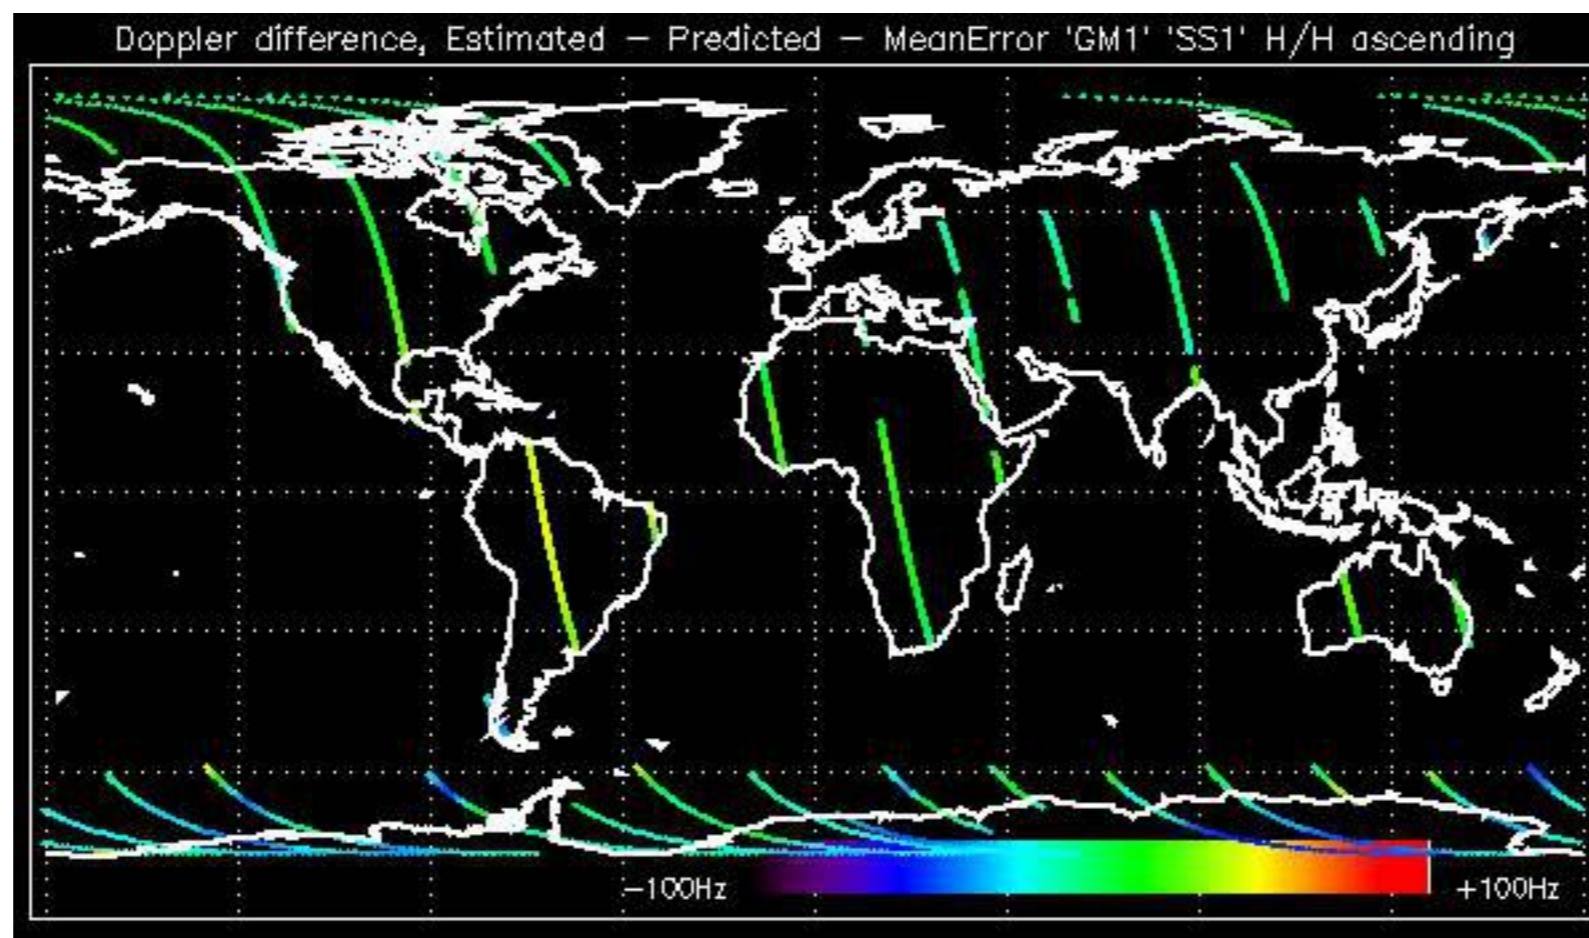 Doppler difference, Estimated – Predicted – MeanError 'GM1' 'SS1' H/H ascending
–100Hz
+100Hz